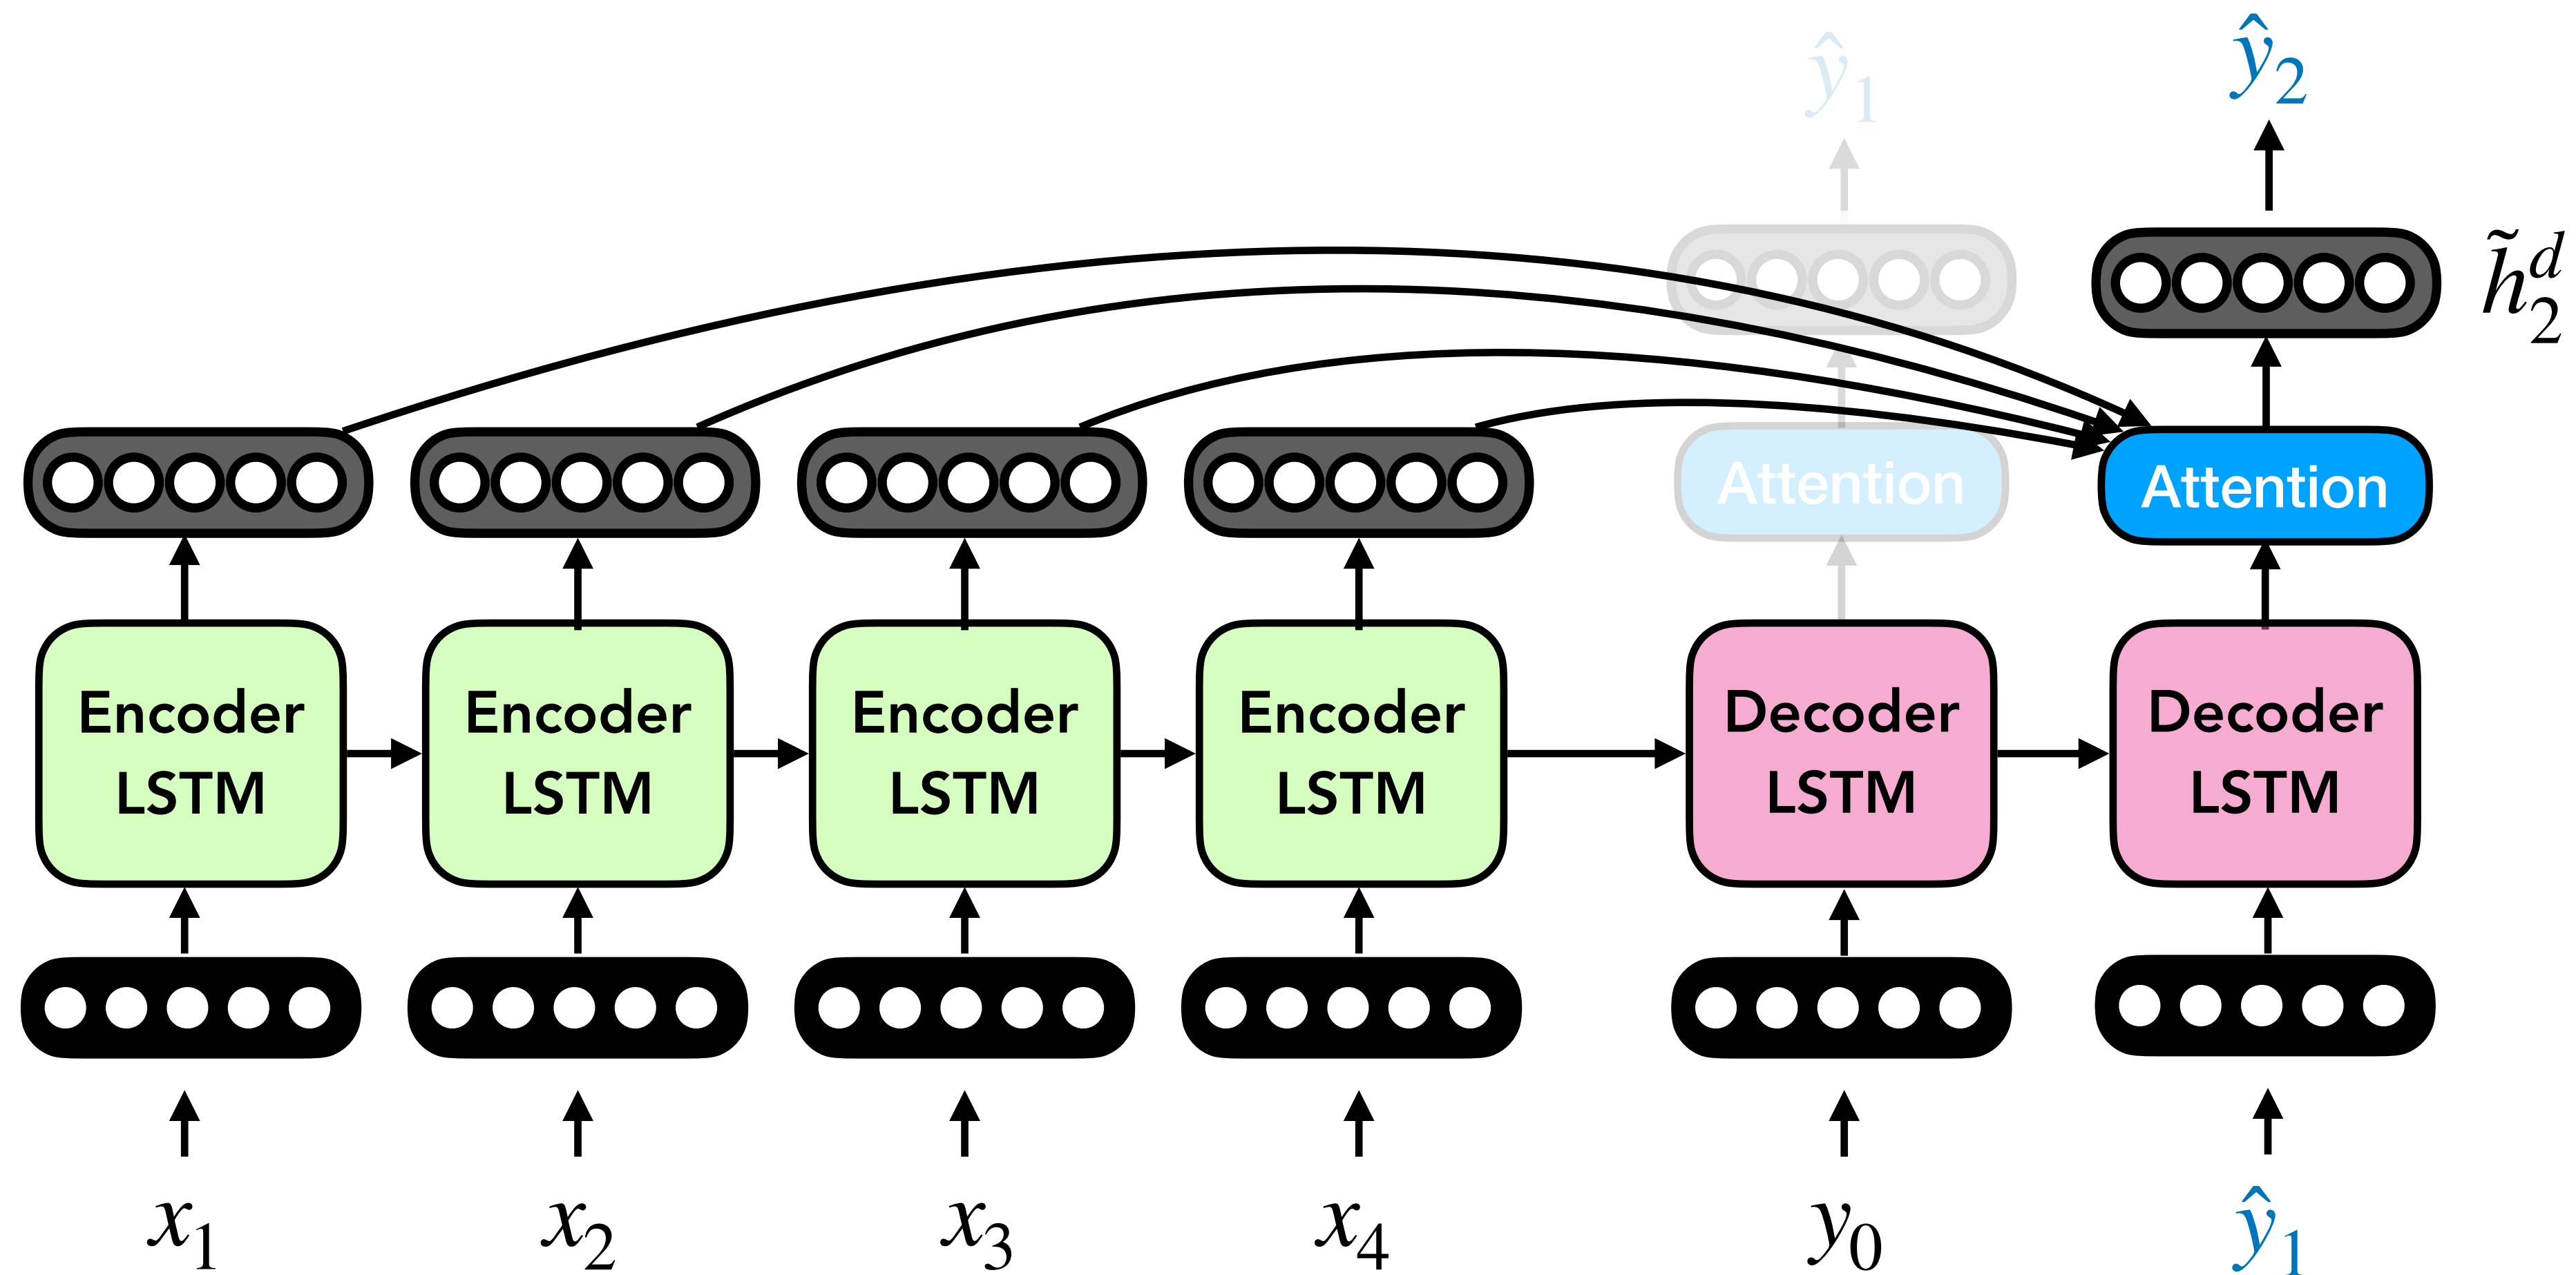 ŷ₁
ŷ₂
h̃₂ᵈ
Attention
Attention
Encoder
LSTM
Encoder
LSTM
Encoder
LSTM
Encoder
LSTM
Decoder
LSTM
Decoder
LSTM
x₁
x₂
x₃
x₄
y₀
ŷ₁